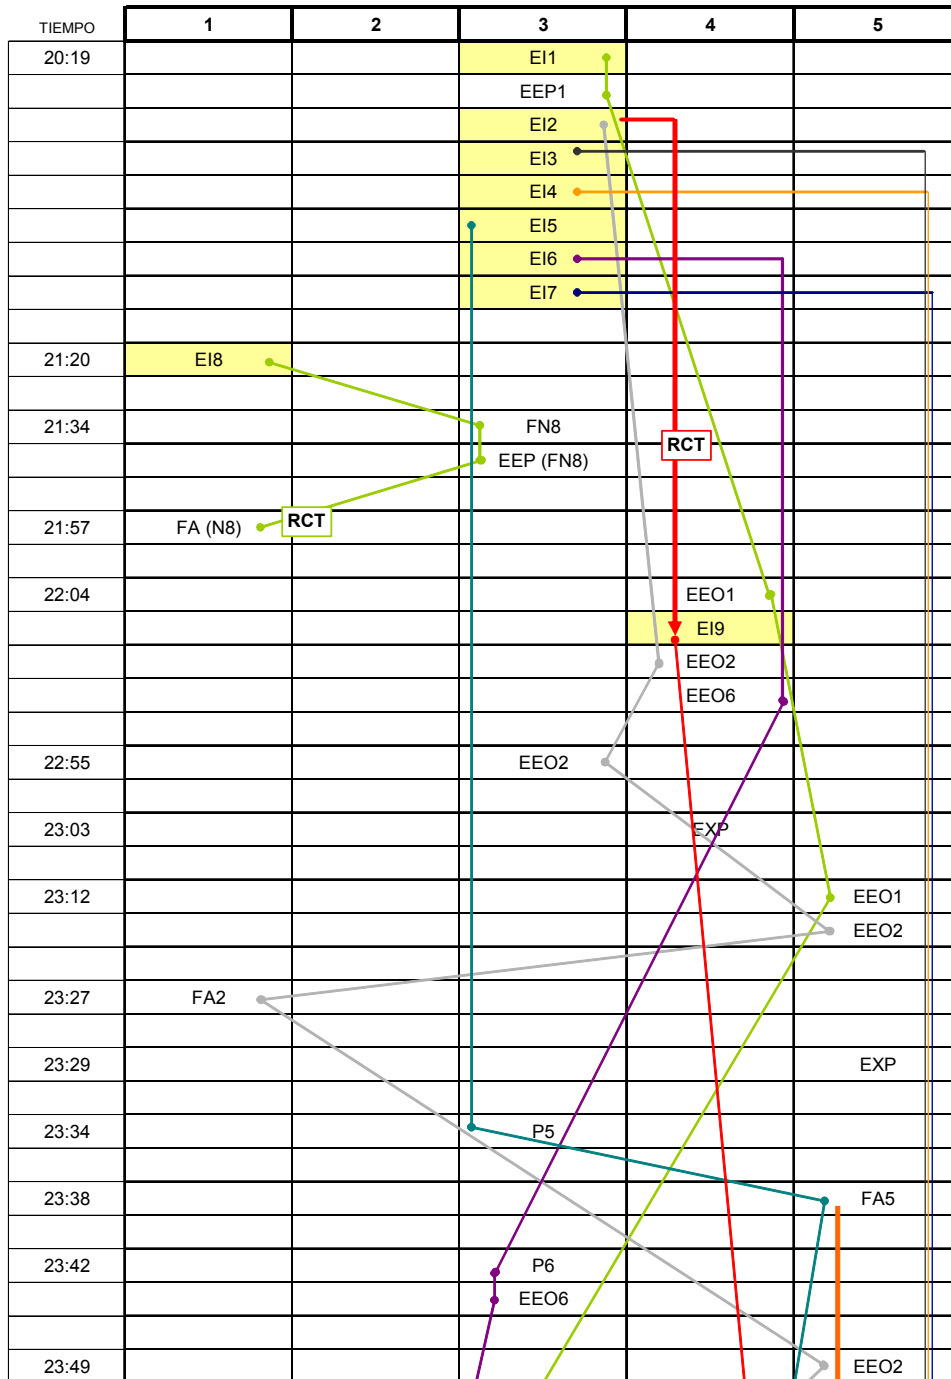 TIEMPO 1 2 3 4 5
20:19 EI1
EEP1
EI2
EI3
EI4
EI5
EI6
EI7
21:20 EI8
21:34 FN8
RCT
EEP (FN8)
21:57 FA (N8) RCT
22:04 EEO1
EI9
EEO2
EEO6
22:55 EEO2
23:03 EXP
23:12 EEO1
EEO2
23:27 FA2
23:29 EXP
23:34 P5
23:38 FA5
23:42 P6
EEO6
23:49 EEO2